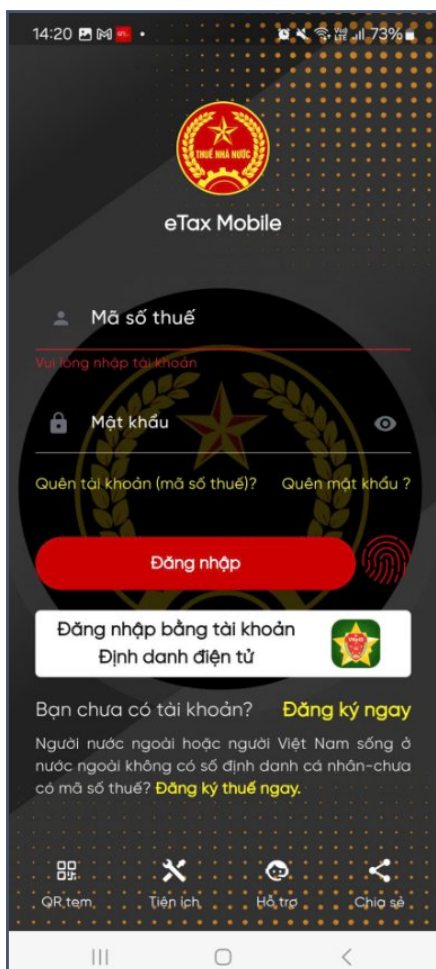 14:20
73%
THUẾ NHÀ NƯỚC
eTax Mobile
Mã số thuế
Vui lòng nhập tài khoản
Mật khẩu
Quên tài khoản (mã số thuế)? Quên mật khẩu ?
Đăng nhập
Đăng nhập bằng tài khoản
Định danh điện tử
Bạn chưa có tài khoản? Đăng ký ngay
Người nước ngoài hoặc người Việt Nam sống ở
nước ngoài không có số định danh cá nhân-chưa
có mã số thuế? Đăng ký thuế ngay.
QR tem Tiện ích Hỗ trợ Chia sẻ